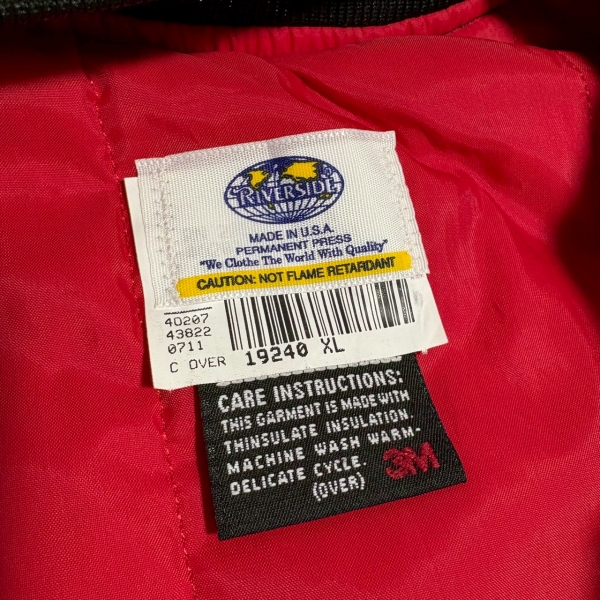 RIVERSIDE
MADE IN U.S.A.
PERMANENT PRESS
"We Clothe The World With Quality"
CAUTION: NOT FLAME RETARDANT
40207
43822
0711
C OVER 19240 XL
CARE INSTRUCTIONS:
THIS GARMENT IS MADE WITH
THINSULATE INSULATION.
MACHINE WASH WARM-
DELICATE CYCLE.
(OVER)
3M